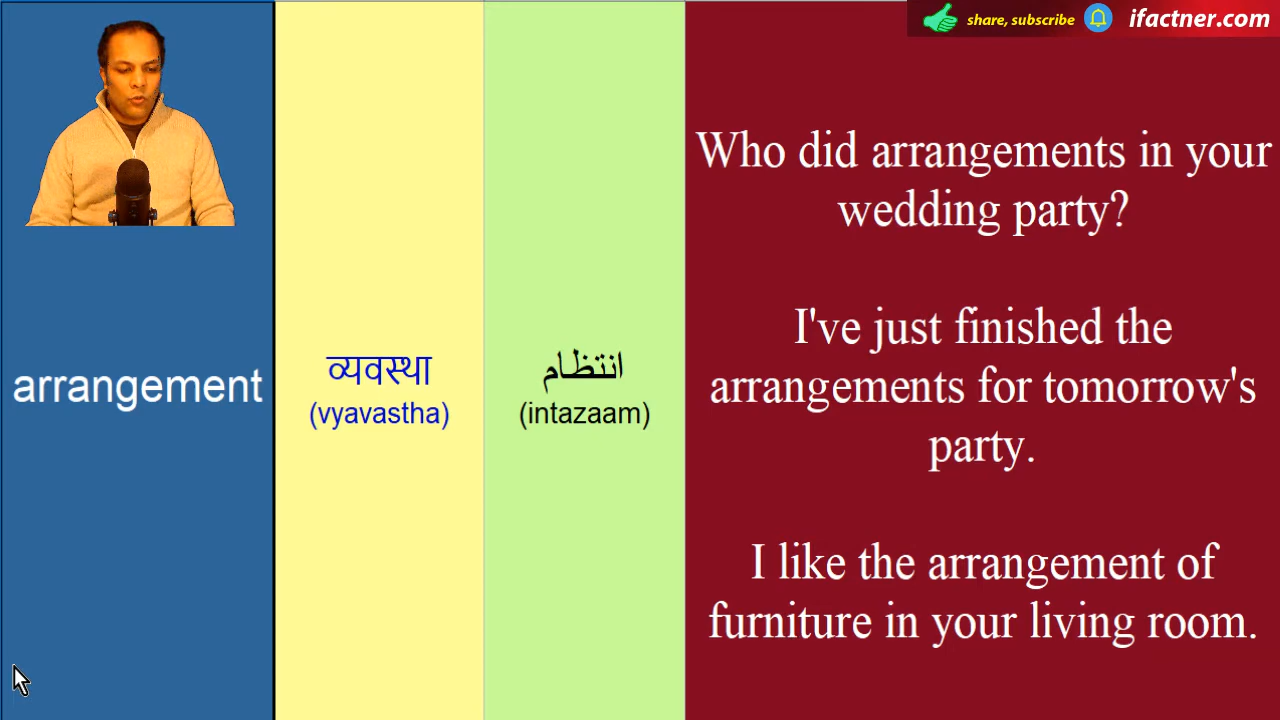 share, subscribe ifactner.com
arrangement
व्यवस्था
(vyavastha)
انتظام
(intazaam)
Who did arrangements in your
wedding party?
I've just finished the
arrangements for tomorrow's
party.
I like the arrangement of
furniture in your living room.